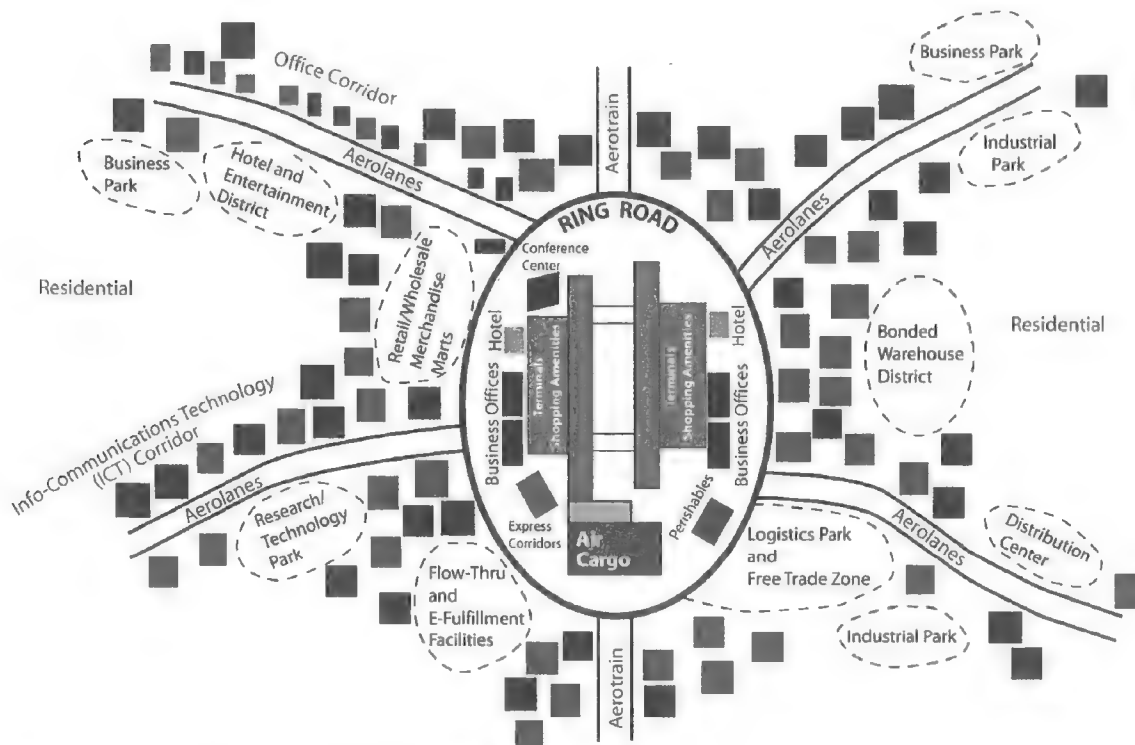 Office Corridor
Business Park
Aerotrain
Aerolanes
Business
Park
Hotel and
Entertainment
District
Industrial
Park
Aerolanes
RING ROAD
Conference
Center
Residential
Retail/Wholesale
Merchandise
Marts
Hotel
Terminals
Shopping Amenities
Terminals
Shopping Amenities
Hotel
Bonded
Warehouse
District
Residential
Business Offices
Business Offices
Info-Communications Technology
(ICT) Corridor
Aerolanes
Research/
Technology
Park
Express
Corridors
Perishables
Air
Cargo
Logistics Park
and
Free Trade Zone
Aerolanes
Distribution
Center
Flow-Thru
and
E-Fulfillment
Facilities
Industrial Park
Aerotrain